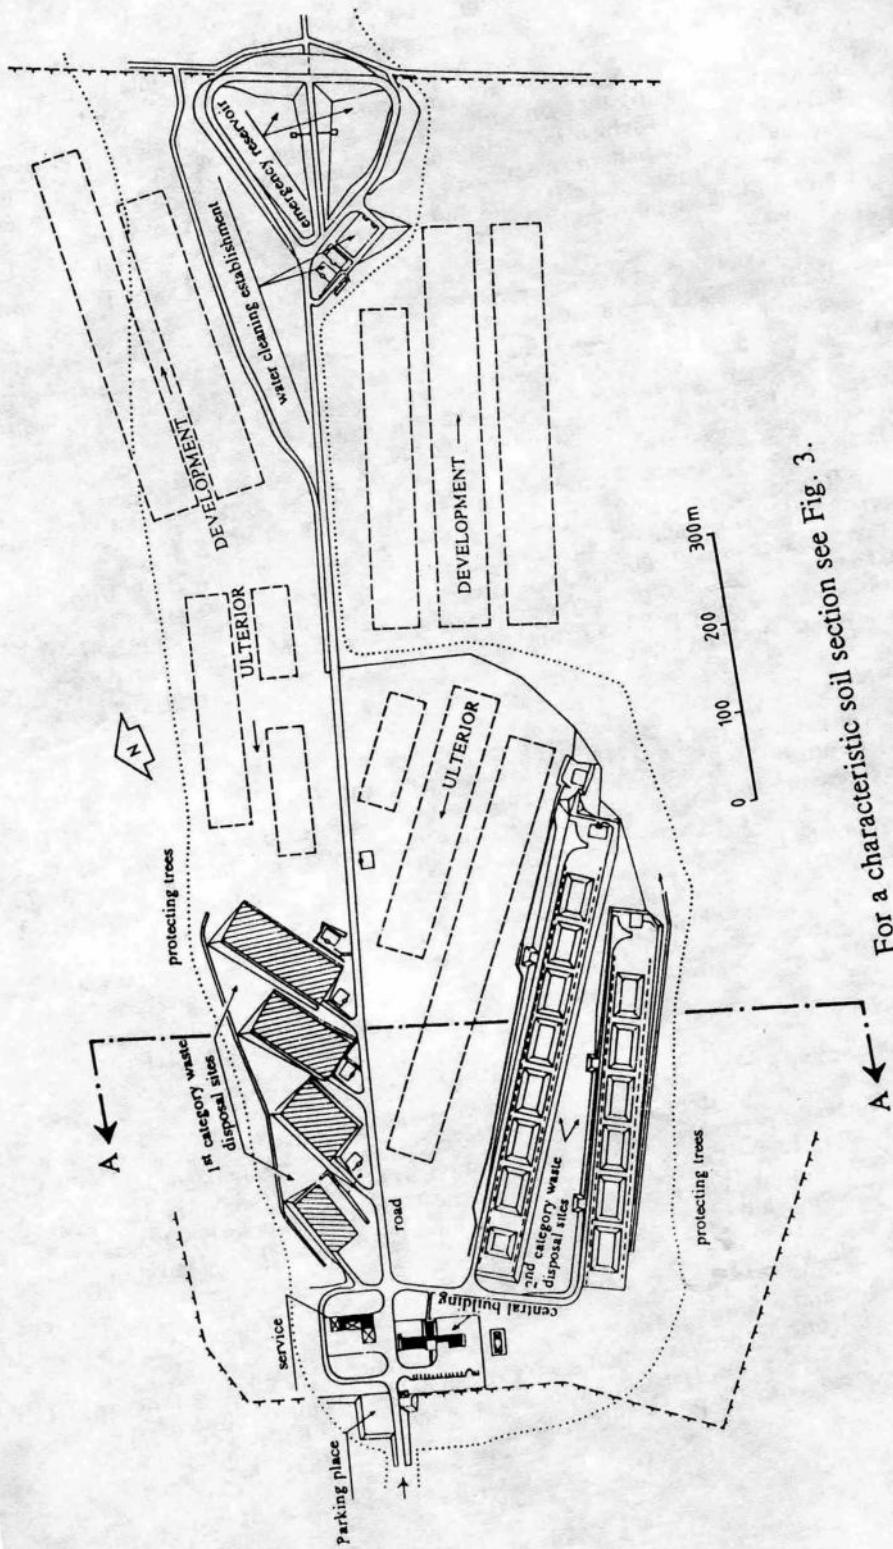 Parking place
service
1st category waste
disposal sites
protecting trees
N
ULTERIOR
DEVELOPMENT
water cleaning establishment
emergency reservoir
A
road
central building
2nd category waste
disposal sites
ULTERIOR
DEVELOPMENT
protecting trees
A
0 100 200 300m
For a characteristic soil section see Fig. 3.